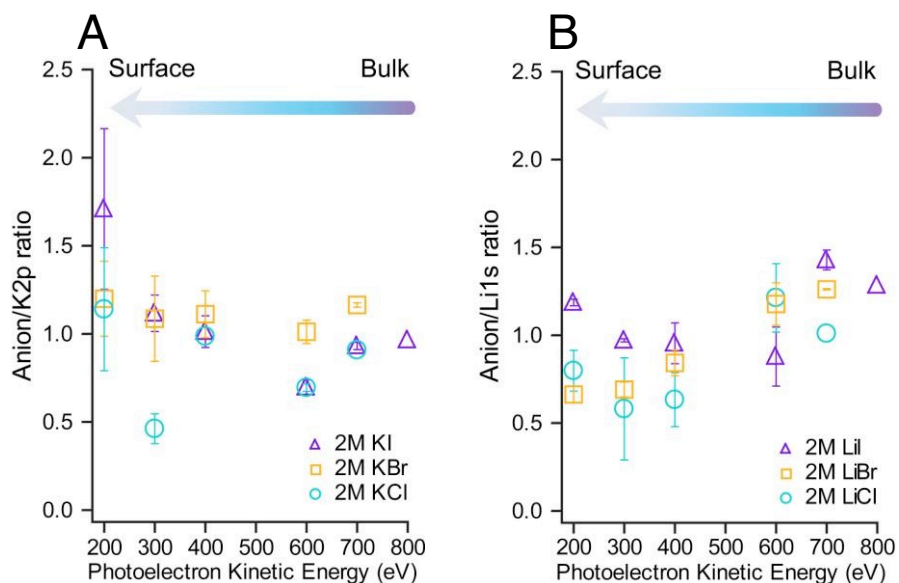 A
Surface Bulk
Anion/K2p ratio
2.5
2.0
1.5
1.0
0.5
0.0
2M KI
2M KBr
2M KCl
200 300 400 500 600 700 800
Photoelectron Kinetic Energy (eV)
B
Surface Bulk
Anion/Li1s ratio
2.5
2.0
1.5
1.0
0.5
0.0
2M LiI
2M LiBr
2M LiCl
200 300 400 500 600 700 800
Photoelectron Kinetic Energy (eV)